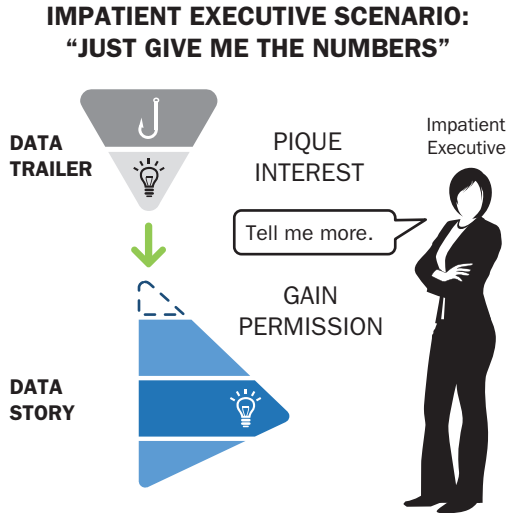 IMPATIENT EXECUTIVE SCENARIO:
“JUST GIVE ME THE NUMBERS”
DATA
TRAILER
PIQUE
INTEREST
Impatient
Executive
Tell me more.
GAIN
PERMISSION
DATA
STORY